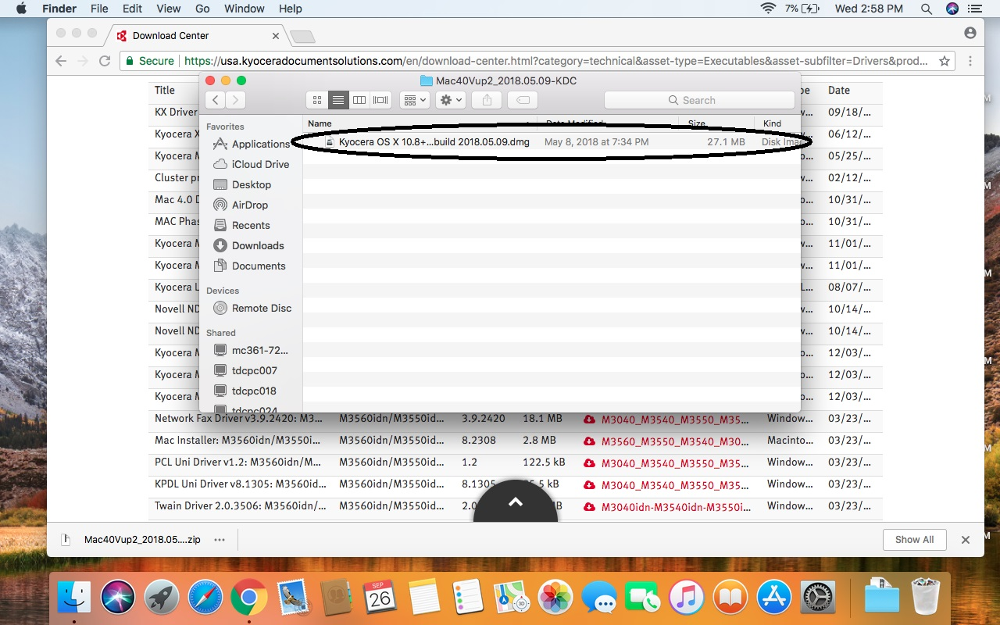 Finder File Edit View Go Window Help 7% Wed 2:58 PM
Download Center
Secure https://usa.kyoceradocumentsolutions.com/en/download-center.html?category=technical&asset-type=Executables&asset-subfilter=Drivers&prod...
Mac40Vup2_2018.05.09-KDC
Search
Title Date
KX Driver 09/18/...
Kyocera X 06/12/...
Kyocera M 05/25/...
Cluster pr 02/12/...
Mac 4.0 D 10/31/...
MAC Phas 10/31/...
Kyocera M 11/01/...
Kyocera M 11/01/...
Kyocera L 08/07/...
Novell ND 10/14/...
Novell ND 10/14/...
Kyocera M 12/03/...
Kyocera M 12/03/...
Kyocera M 12/03/...
Favorites
Applications
iCloud Drive
Desktop
AirDrop
Recents
Downloads
Documents
Devices
Remote Disc
Shared
mc361-72...
tdcpc007
tdcpc018
tdcpc024
Name Date Modified Size Kind
Kyocera OS X 10.8+...build 2018.05.09.dmg May 8, 2018 at 7:34 PM 27.1 MB Disk Ima
Network Fax Driver v3.9.2420: M3... M3560idn/M3550idn... 3.9.2420 18.1 MB M3040_M3540_M3550_M35... Window... 03/23/...
Mac Installer: M3560idn/M3550i... M3560idn/M3550idn... 8.2308 2.8 MB M3560_M3550_M3540_M30... Macinto... 03/23/...
PCL Uni Driver v1.2: M3560idn/M... M3560idn/M3550idn... 1.2 122.5 kB M3040_M3540_M3550_M35... Window... 03/23/...
KPDL Uni Driver v8.1305: M3560id... M3560idn/M3550idn... 8.1305 5.5 kB M3040_M3540_M3550_M35... Window... 03/23/...
Twain Driver 2.0.3506: M3560idn/... M3560idn/M3550idn... 2.0 MB M3040idn-M3540idn-M3550i... Window... 03/23/...
Mac40Vup2_2018.05....zip
Show All
SEP
26
3D